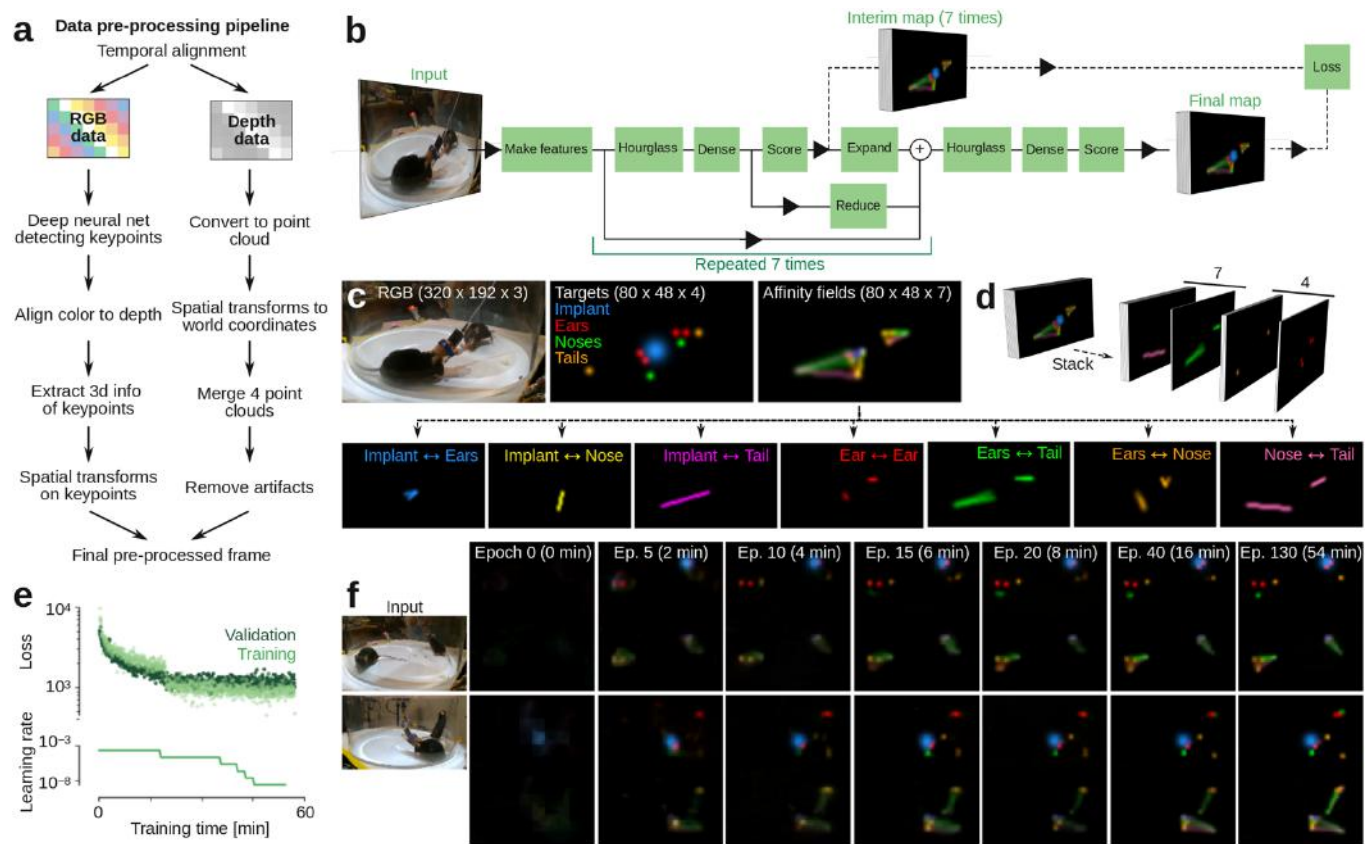 a
Data pre-processing pipeline
Temporal alignment
RGB
data
Depth
data
Deep neural net
detecting keypoints
Convert to point
cloud
Align color to depth
Spatial transforms to
world coordinates
Extract 3d info
of keypoints
Merge 4 point
clouds
Spatial transforms
on keypoints
Remove artifacts
Final pre-processed frame
b
Interim map (7 times)
Input
Loss
Final map
Make features
Hourglass
Dense
Score
Expand
+
Hourglass
Dense
Score
Reduce
Repeated 7 times
c
RGB (320 x 192 x 3)
Targets (80 x 48 x 4)
Implant
Ears
Noses
Tails
Affinity fields (80 x 48 x 7)
d
7
4
Stack
Implant ↔ Ears
Implant ↔ Nose
Implant ↔ Tail
Ear ↔ Ear
Ears ↔ Tail
Ears ↔ Nose
Nose ↔ Tail
e
10⁴
Loss
Validation
Training
10³
Learning rate
10⁻³
10⁻⁸
0
60
Training time [min]
f
Input
Epoch 0 (0 min)
Ep. 5 (2 min)
Ep. 10 (4 min)
Ep. 15 (6 min)
Ep. 20 (8 min)
Ep. 40 (16 min)
Ep. 130 (54 min)